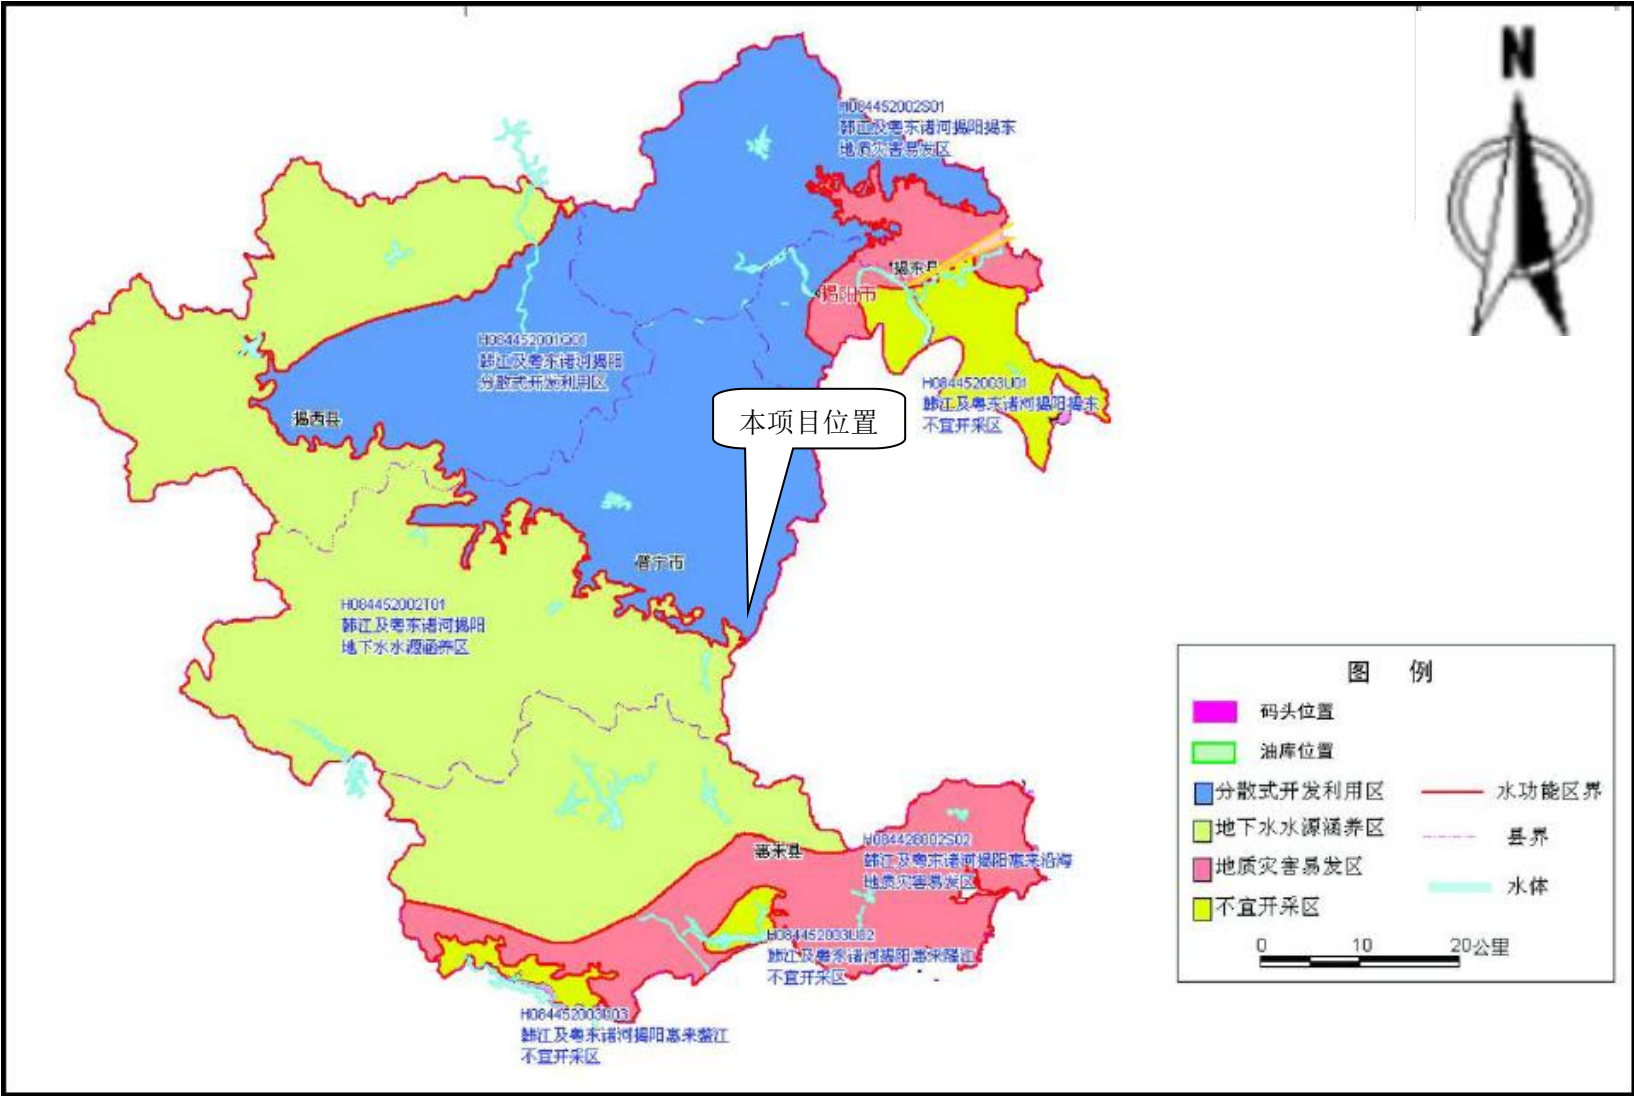 N
H084452002S01
韩江及粤东诸河揭阳揭东
地质灾害易发区
揭东县
揭阳市
H084452001Q01
韩江及粤东诸河揭阳
分散式开发利用区
H084452003U01
韩江及粤东诸河揭阳揭东
不宜开采区
本项目位置
揭西县
普宁市
H084452002T01
韩江及粤东诸河揭阳
地下水水源涵养区
惠来县
H084428002S02
韩江及粤东诸河揭阳惠来沿海
地质灾害易发区
H084452003U02
韩江及粤东诸河揭阳惠来隆江
不宜开采区
H084452003U03
韩江及粤东诸河揭阳惠来鳌江
不宜开采区
图 例
码头位置
油库位置
分散式开发利用区
水功能区界
地下水水源涵养区
县界
地质灾害易发区
水体
不宜开采区
0 10 20公里